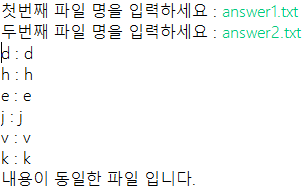 첫번째 파일 명을 입력하세요 : answer1.txt
두번째 파일 명을 입력하세요 : answer2.txt
d : d
h : h
e : e
j : j
v : v
k : k
내용이 동일한 파일 입니다.